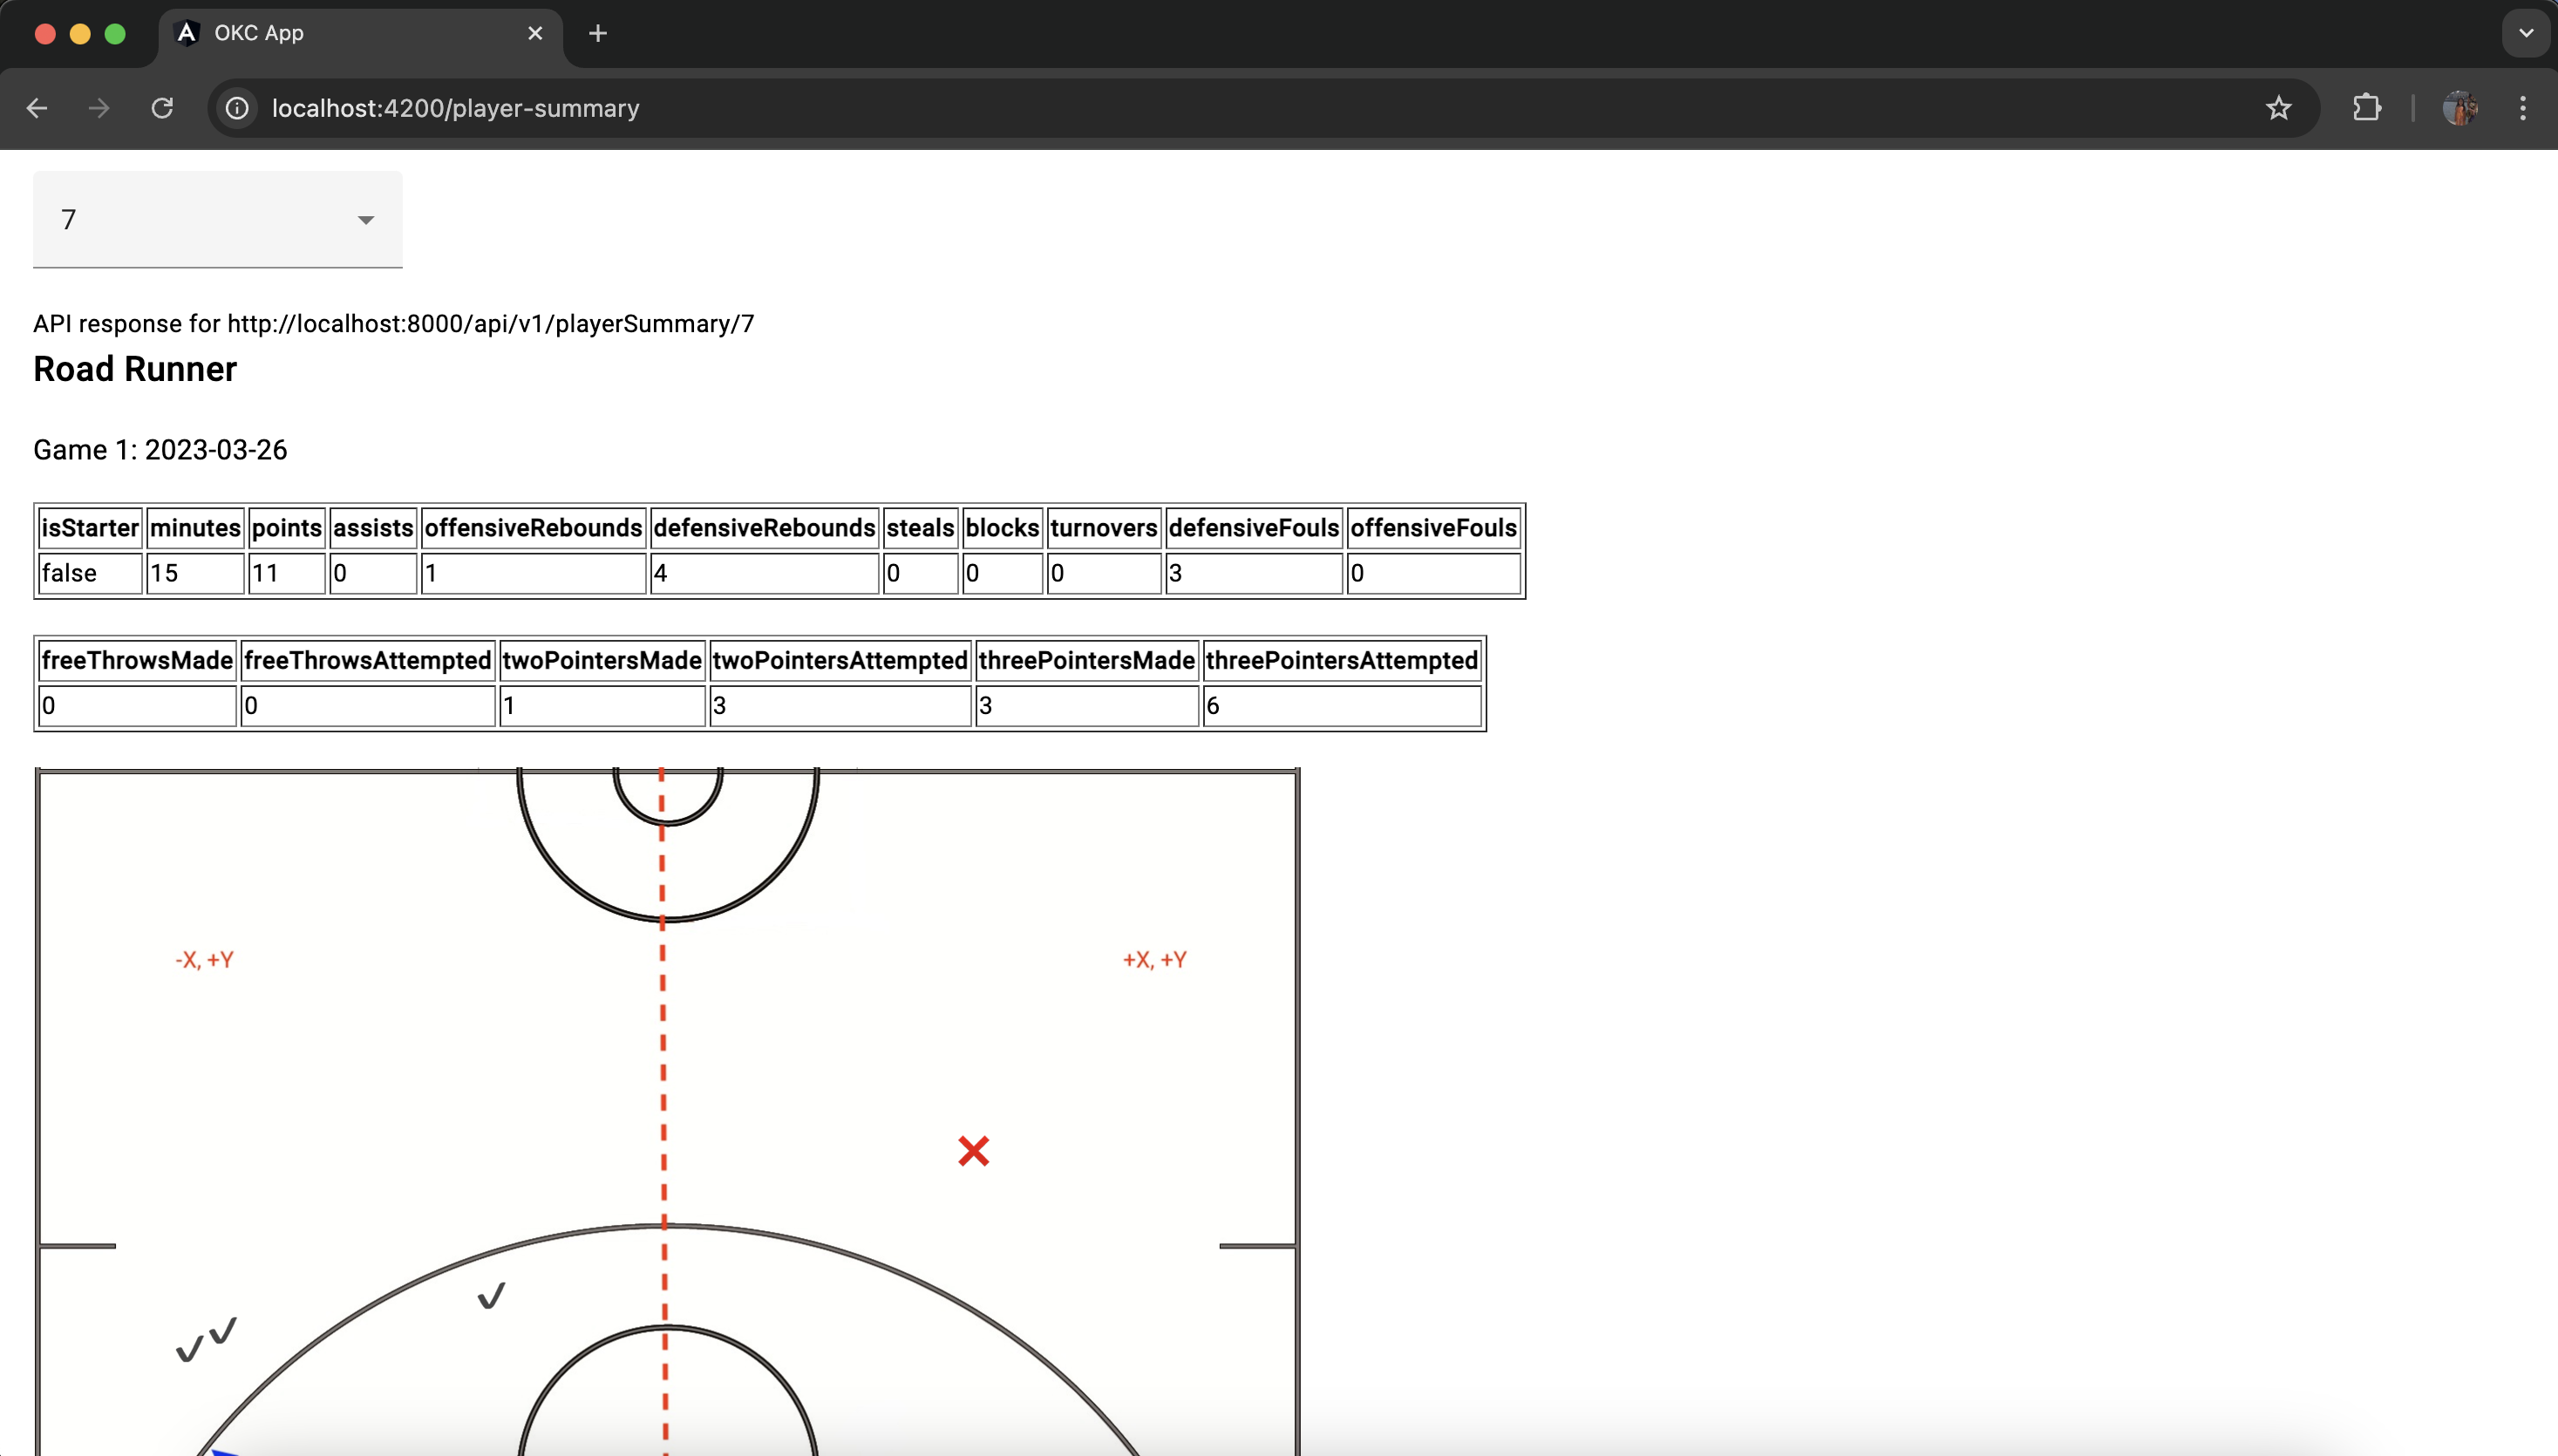 OKC App
localhost:4200/player-summary
7
API response for http://localhost:8000/api/v1/playerSummary/7
Road Runner
Game 1: 2023-03-26
isStarter minutes points assists offensiveRebounds defensiveRebounds steals blocks turnovers defensiveFouls offensiveFouls
false 15 11 0 1 4 0 0 0 3 0
freeThrowsMade freeThrowsAttempted twoPointersMade twoPointersAttempted threePointersMade threePointersAttempted
0 0 1 3 3 6
-X, +Y +X, +Y